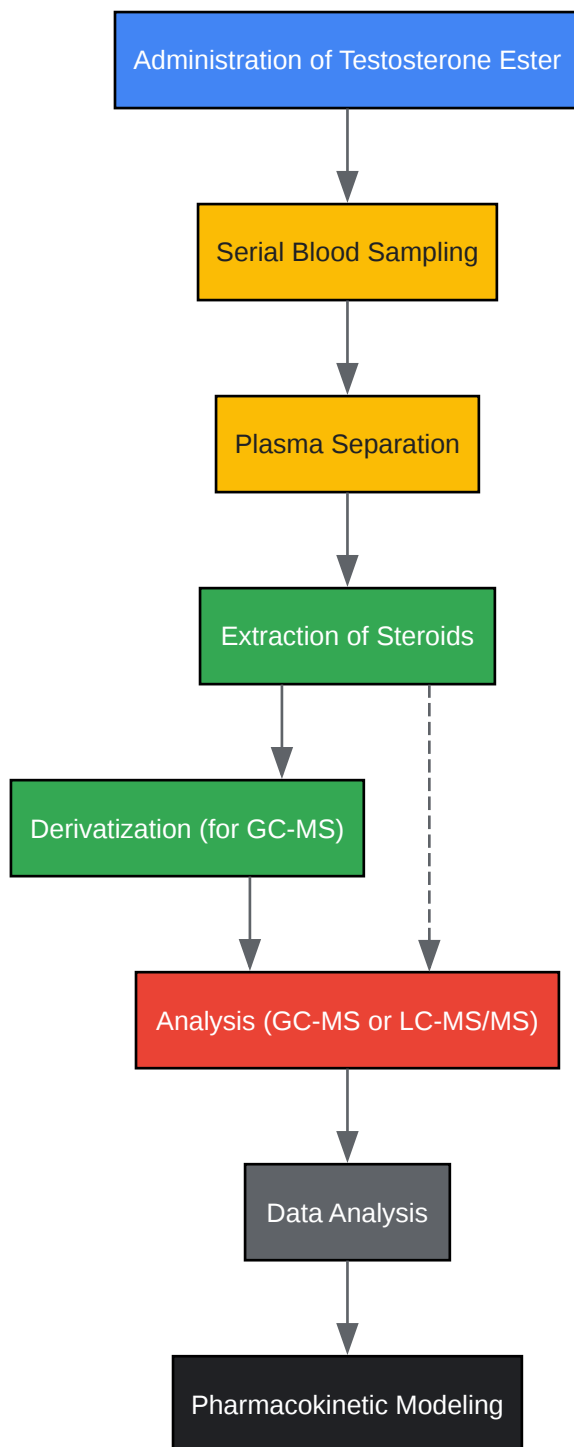 Administration of Testosterone Ester
Serial Blood Sampling
Plasma Separation
Extraction of Steroids
Derivatization (for GC-MS)
Analysis (GC-MS or LC-MS/MS)
Data Analysis
Pharmacokinetic Modeling